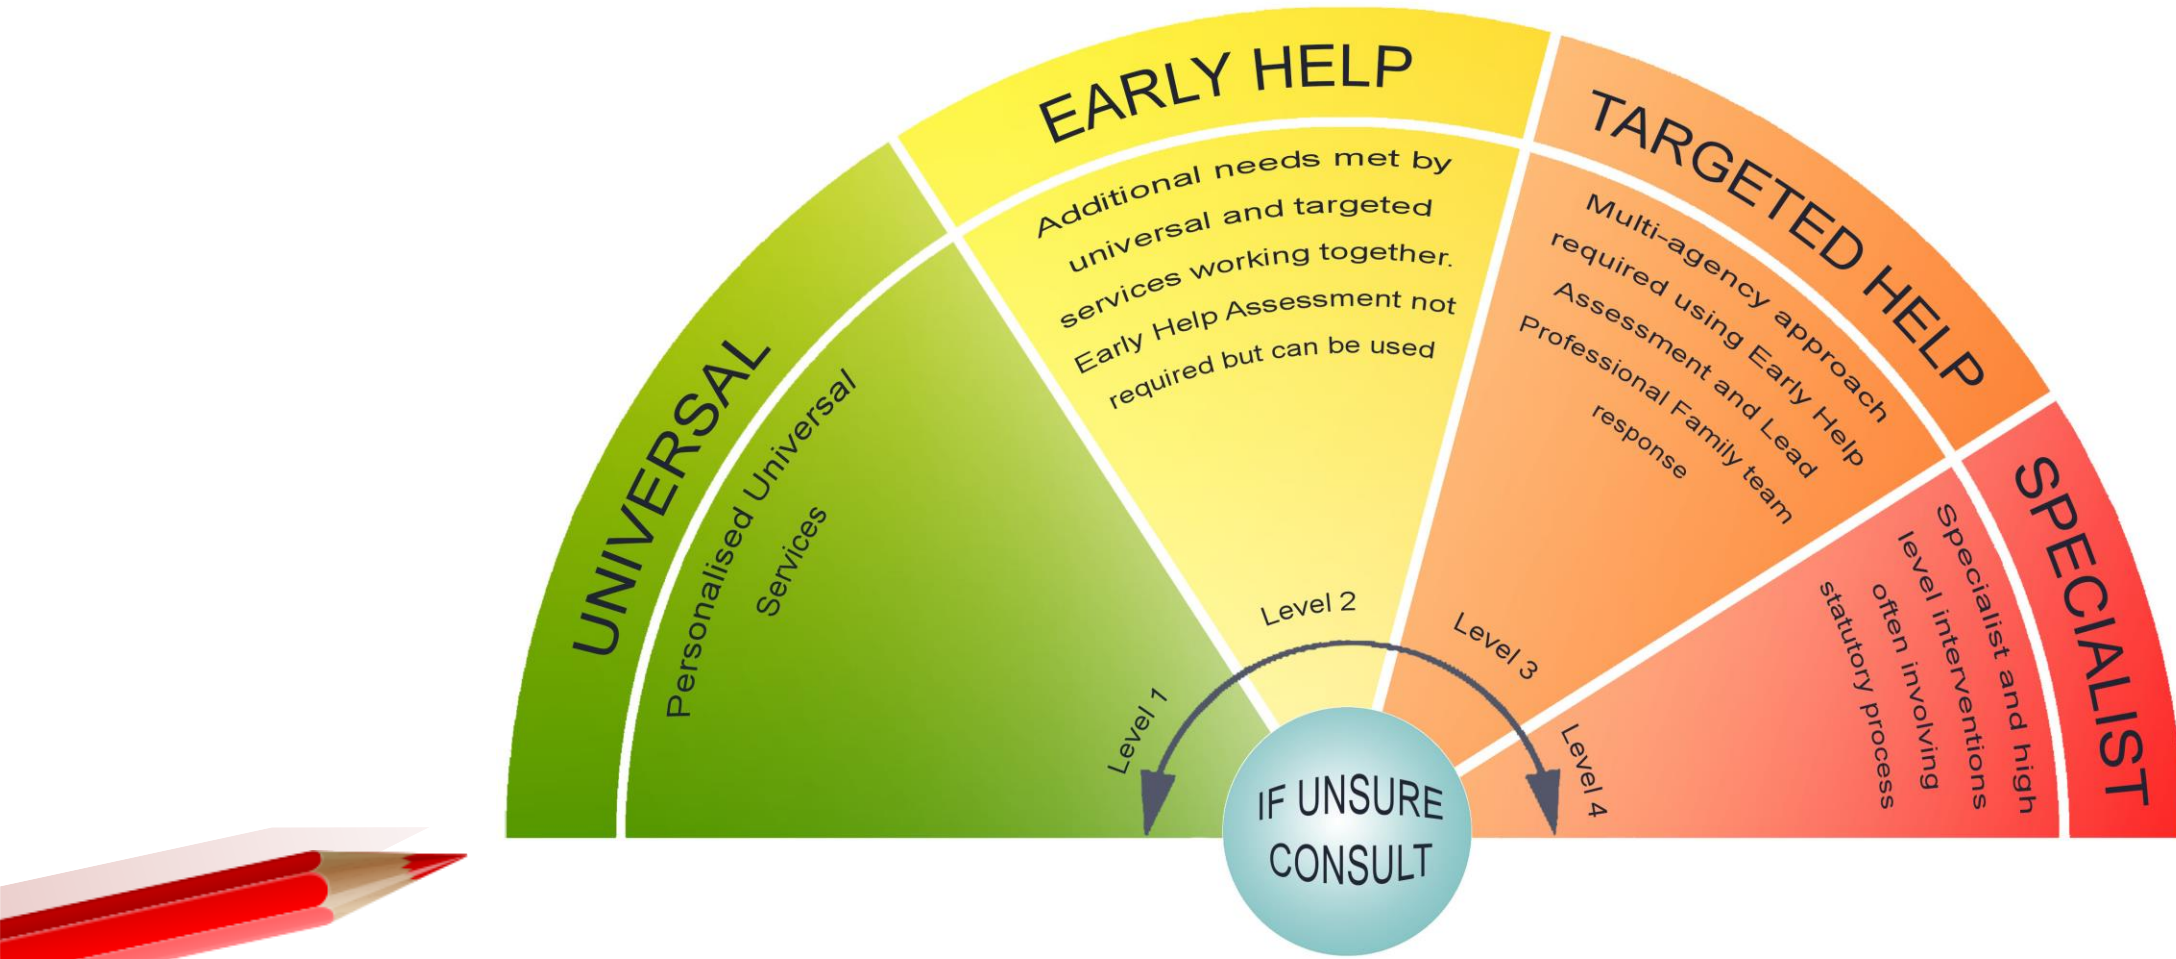 UNIVERSAL
Personalised Universal
Services
Level 1
EARLY HELP
Additional needs met by
universal and targeted
services working together.
Early Help Assessment not
required but can be used
Level 2
TARGETED HELP
Multi-agency approach
required using Early Help
Assessment and Lead
Professional Family team
response
Level 3
SPECIALIST
Specialist and high
level interventions
often involving
statutory process
Level 4
IF UNSURE
CONSULT